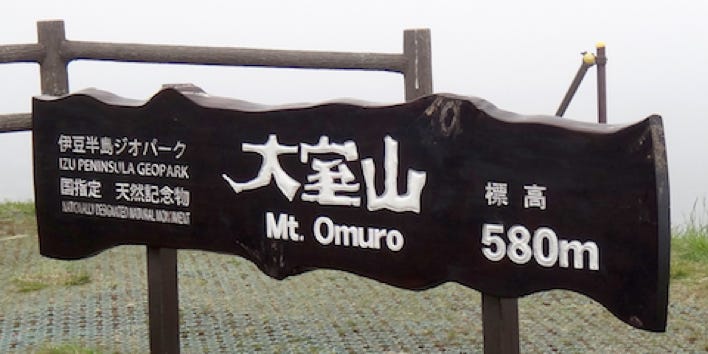 伊豆半島ジオパーク
IZU PENINSULA GEOPARK
国指定 天然記念物
NATIONALLY DESIGNATED NATURAL MONUMENT
大室山
Mt. Omuro
標高
580m